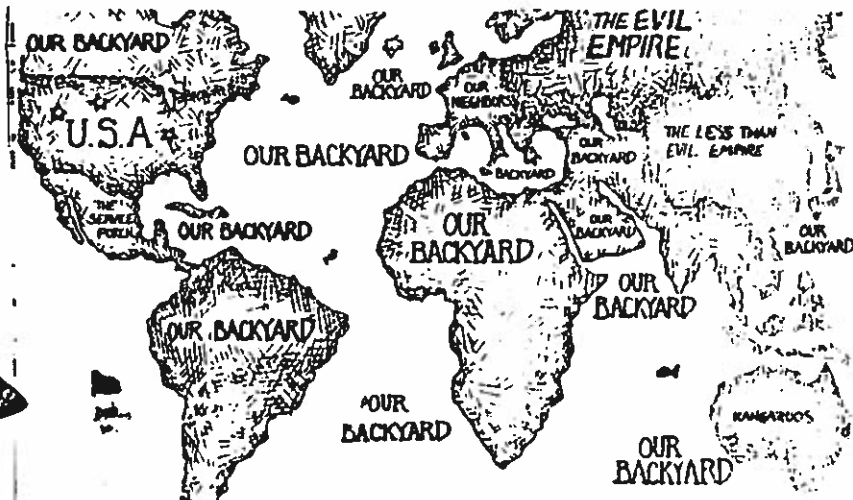 OUR BACKYARD
THE EVIL
EMPIRE
OUR
BACKYARD
OUR
NEIGHBORS
U.S.A
THE LESS THAN
EVIL EMPIRE
OUR
BACKYARD
OUR BACKYARD
BACKYARD
THE
SERVICE
PORCH
OUR BACKYARD
OUR
BACKYARD
OUR
BACKYARD
OUR
BACKYARD
OUR
BACKYARD
OUR BACKYARD
OUR
BACKYARD
KANGAROOS
OUR
BACKYARD